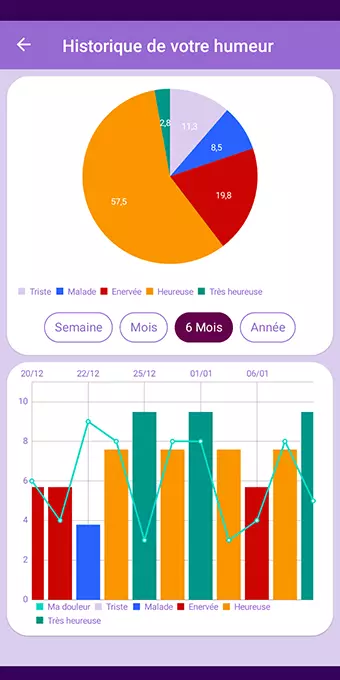 Historique de votre humeur
2,8
11,3
8,5
19,8
57,5
Triste Malade Enervée Heureuse Très heureuse
Semaine Mois 6 Mois Année
20/12 22/12 25/12 01/01 06/01
10
8
6
4
2
0
Ma douleur Triste Malade Enervée Heureuse
Très heureuse